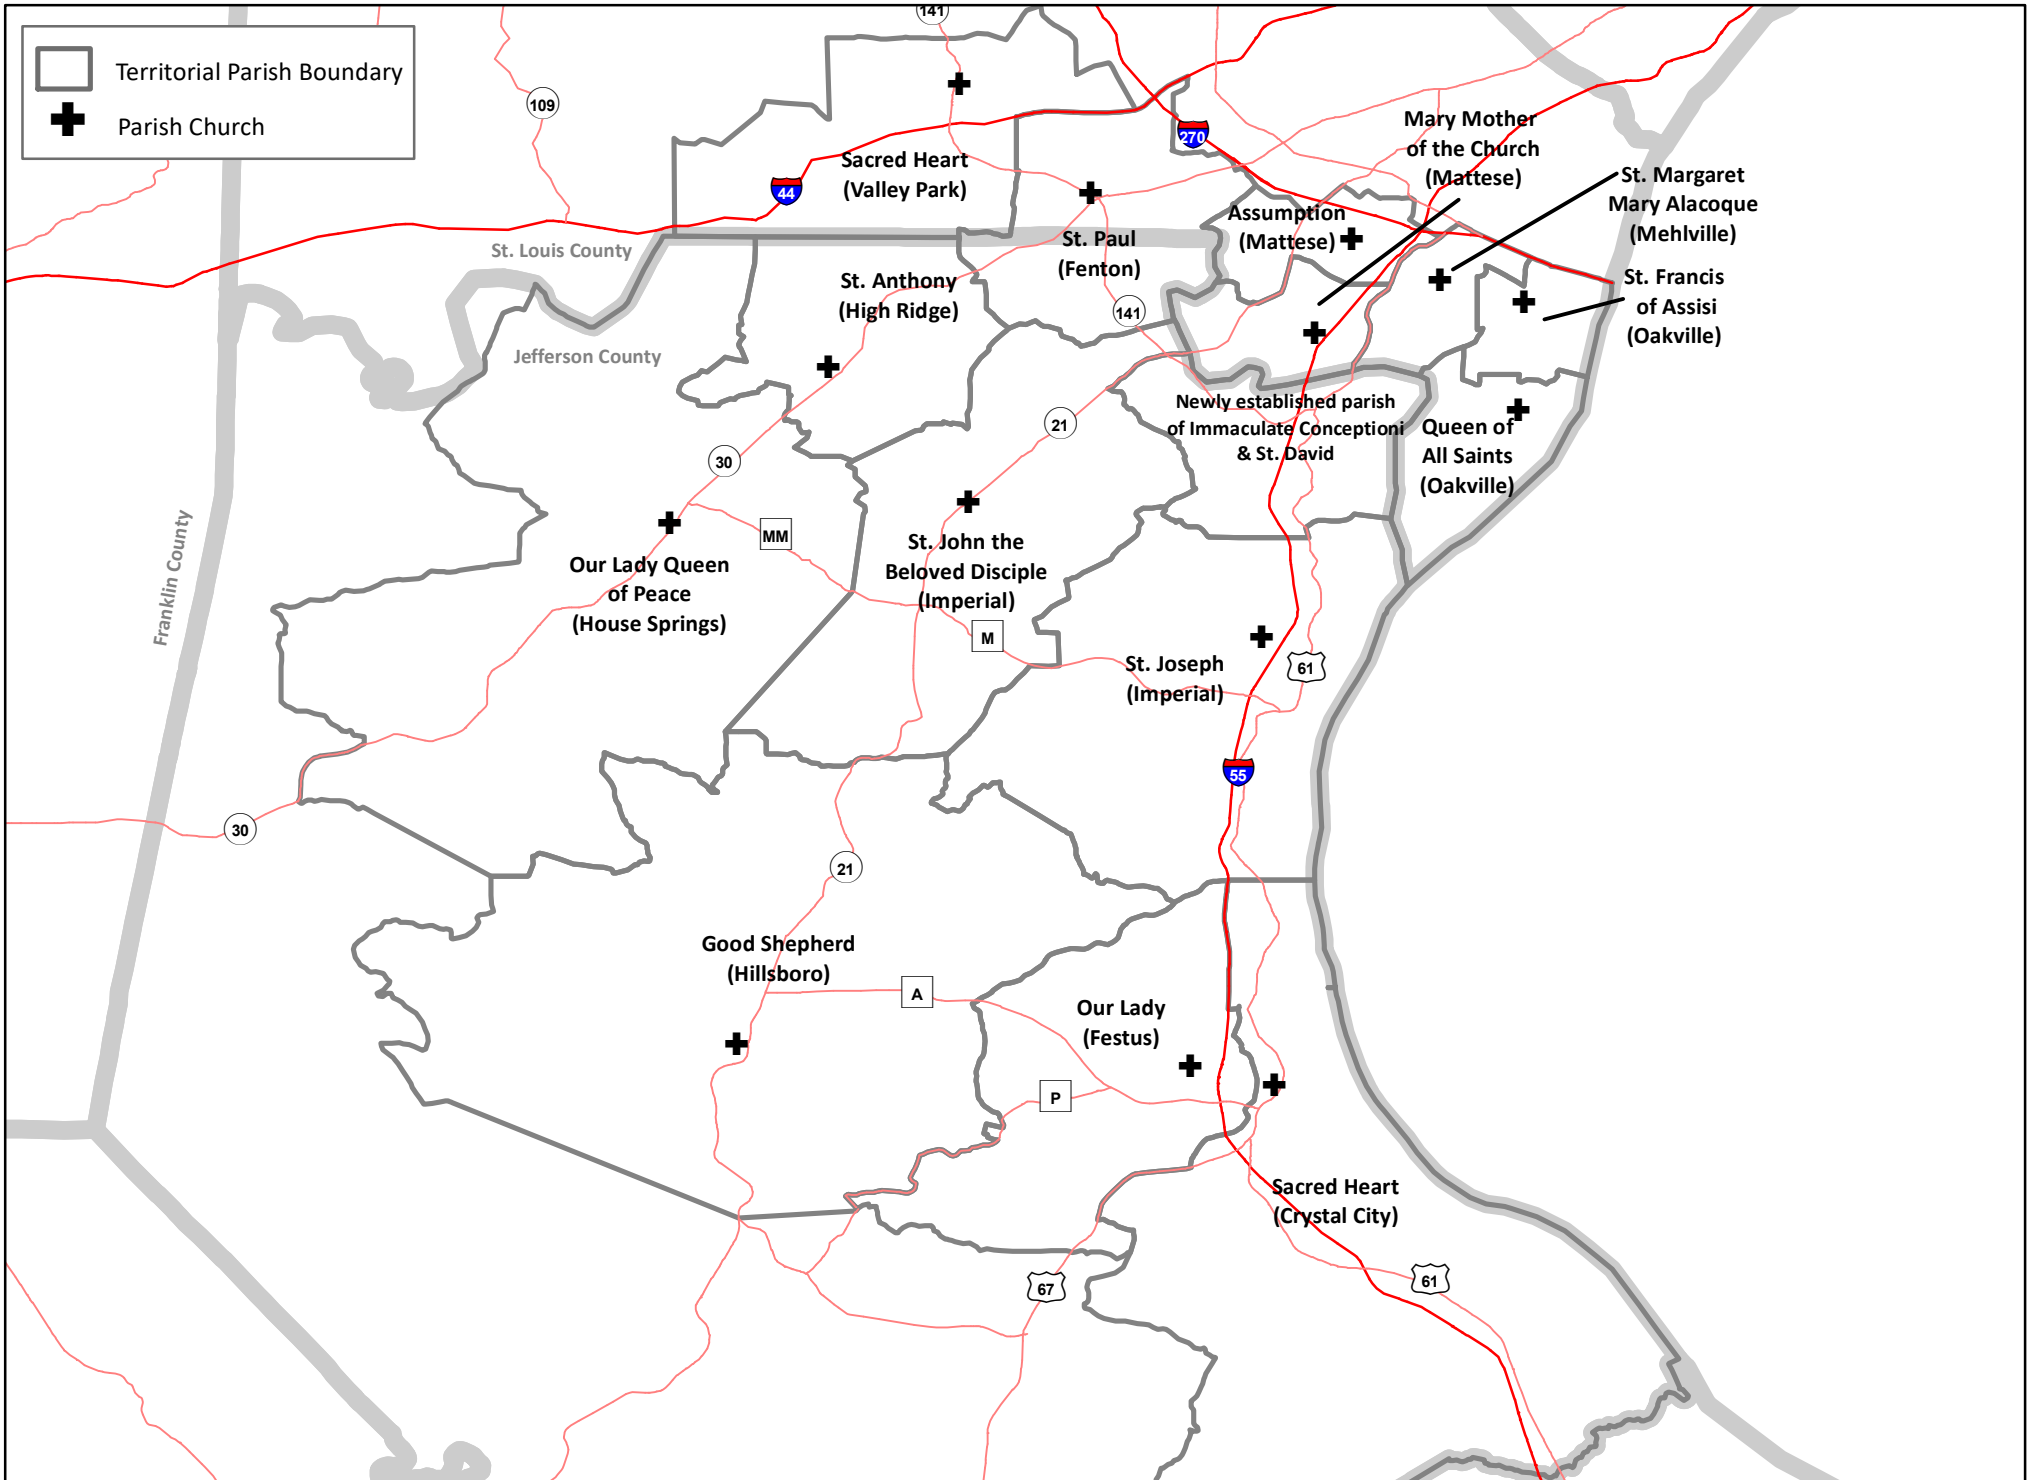 Territorial Parish Boundary
Parish Church
141
109
270
44
Sacred Heart
(Valley Park)
Mary Mother
of the Church
(Mattese)
St. Margaret
Mary Alacoque
(Mehlville)
Assumption
(Mattese)
St. Paul
(Fenton)
St. Louis County
St. Anthony
(High Ridge)
141
St. Francis
of Assisi
(Oakville)
Jefferson County
Newly established parish
of Immaculate Conceptioni
& St. David
21
Queen of
All Saints
(Oakville)
30
MM
Franklin County
Our Lady Queen
of Peace
(House Springs)
St. John the
Beloved Disciple
(Imperial)
M
St. Joseph
(Imperial)
61
55
30
21
Good Shepherd
(Hillsboro)
A
Our Lady
(Festus)
P
Sacred Heart
(Crystal City)
67
61